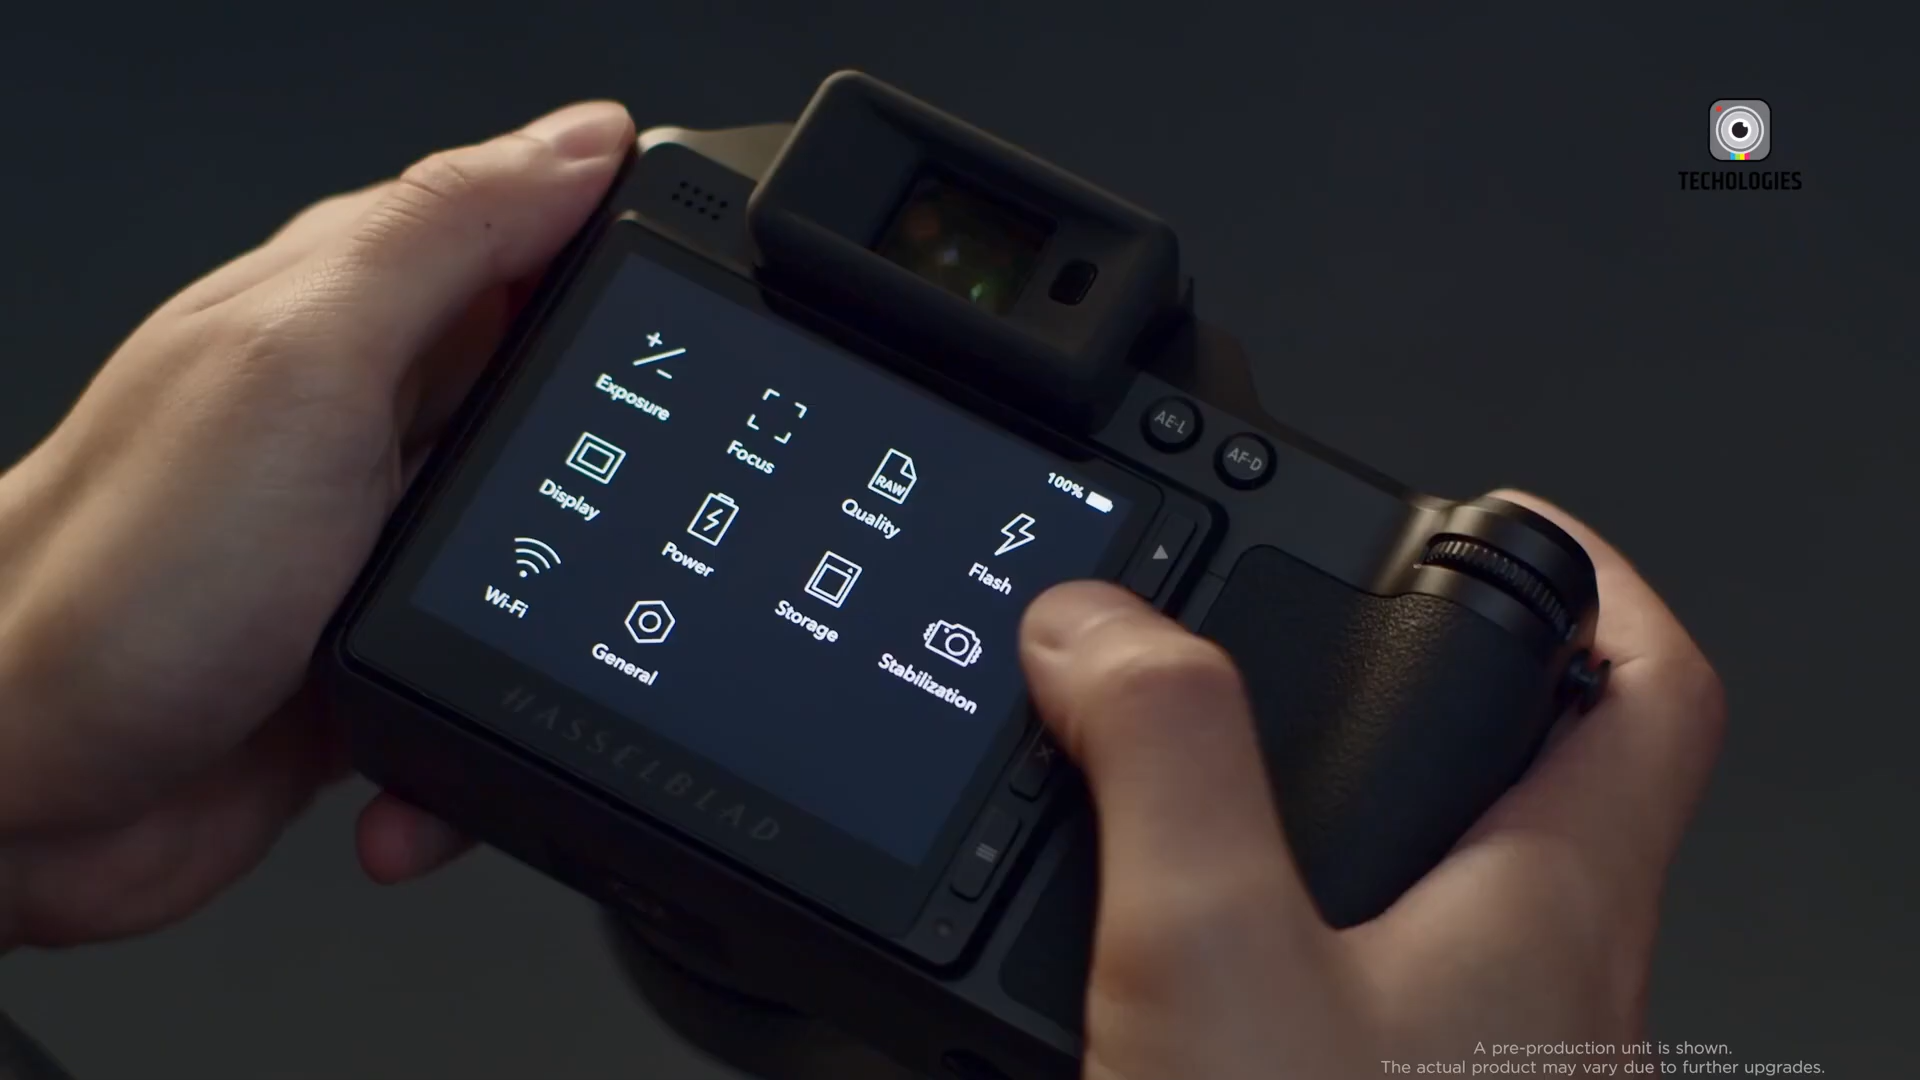 TECHOLOGIES
AE-L
AF-D
100%
Exposure
Focus
RAW
Quality
Flash
Display
Power
Storage
Stabilization
Wi-Fi
General
HASSELBLAD
A pre-production unit is shown.
The actual product may vary due to further upgrades.